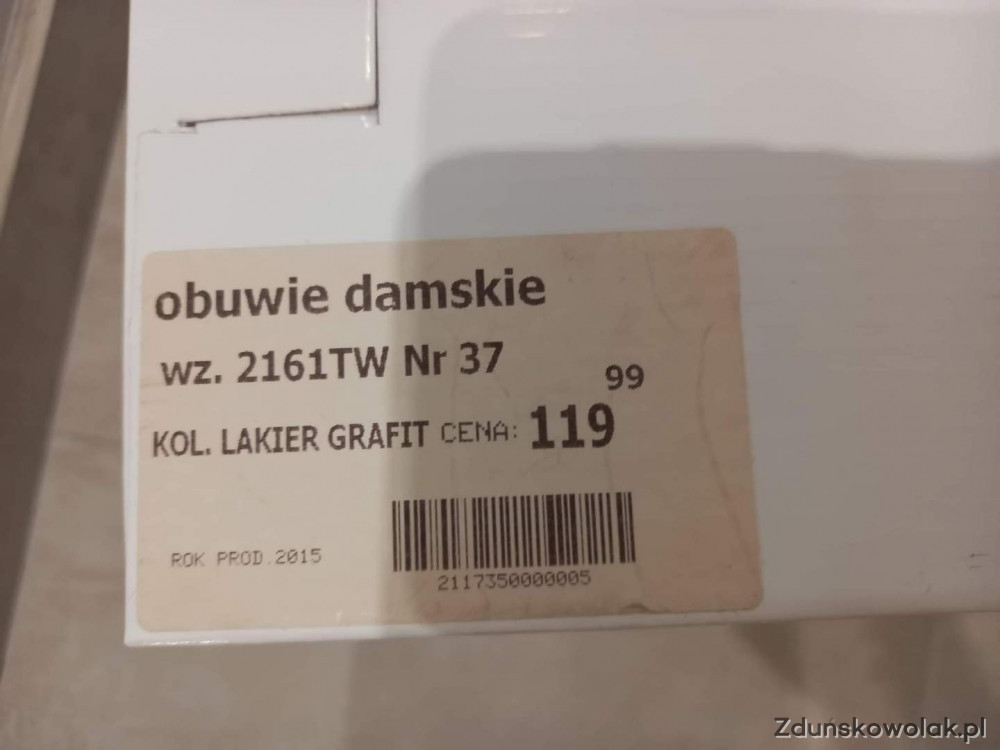 obuwie damskie
wz. 2161TW Nr 37
KOL. LAKIER GRAFIT CENA: 119 99
ROK PROD.2015
2117350000005
Zdunskowolak.pl